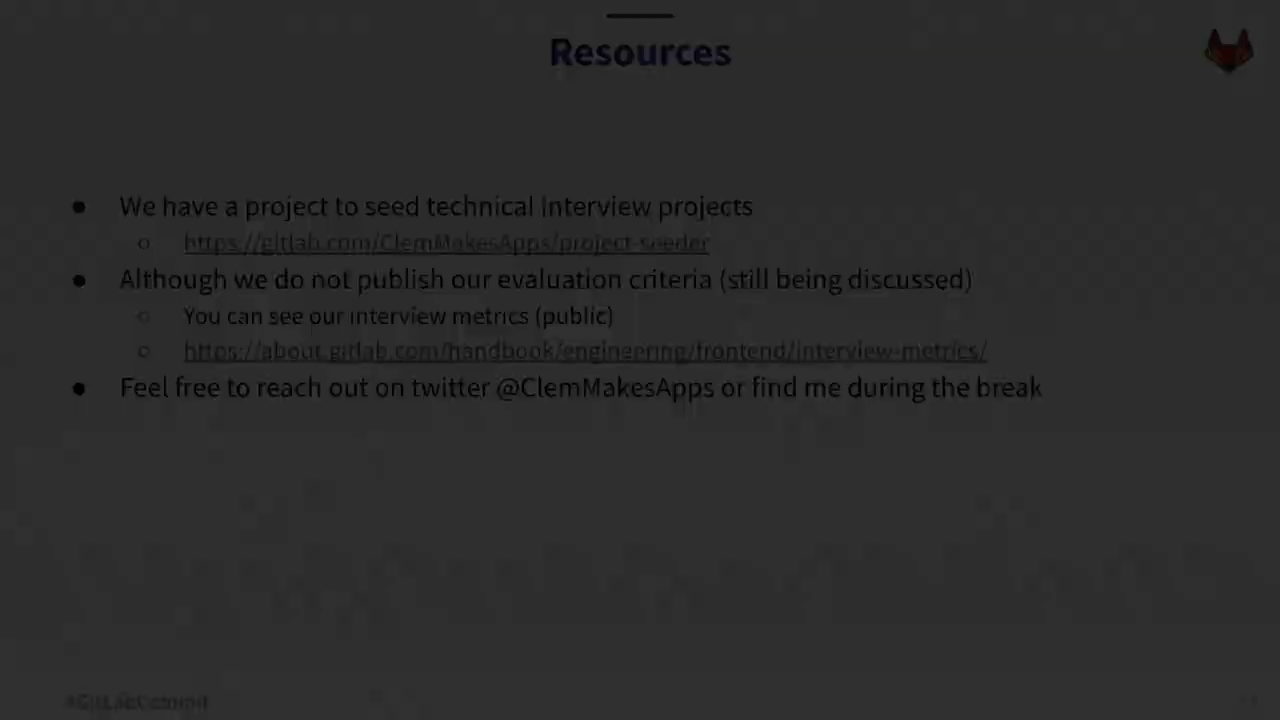 Resources
● We have a project to seed technical interview projects
○ https://gitlab.com/ClemMakesApps/project-seeder
● Although we do not publish our evaluation criteria (still being discussed)
○ You can see our interview metrics (public)
○ https://about.gitlab.com/handbook/engineering/frontend/interview-metrics/
● Feel free to reach out on twitter @ClemMakesApps or find me during the break
#GitLabCommit